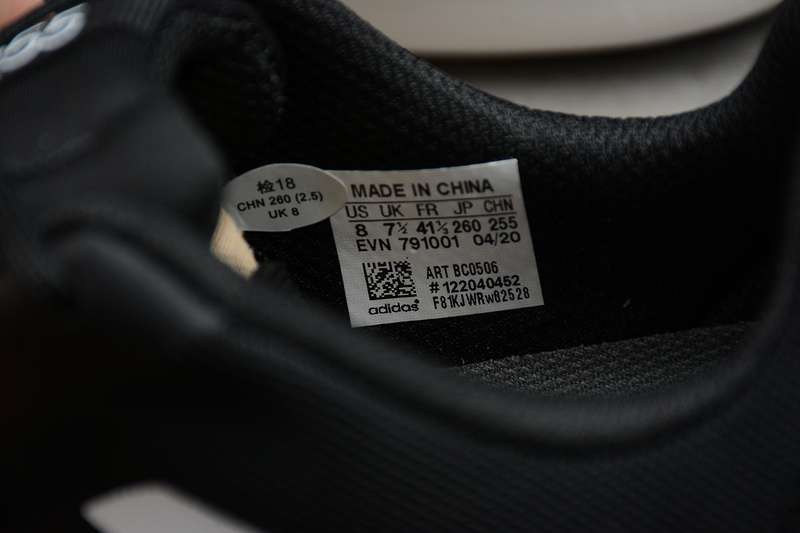 检18
CHN 260 (2.5)
UK 8
MADE IN CHINA
US UK FR JP CHN
8 7½ 41⅓ 260 255
EVN 791001 04/20
ART BC0506
#122040452
F81KJWRw82528
adidas